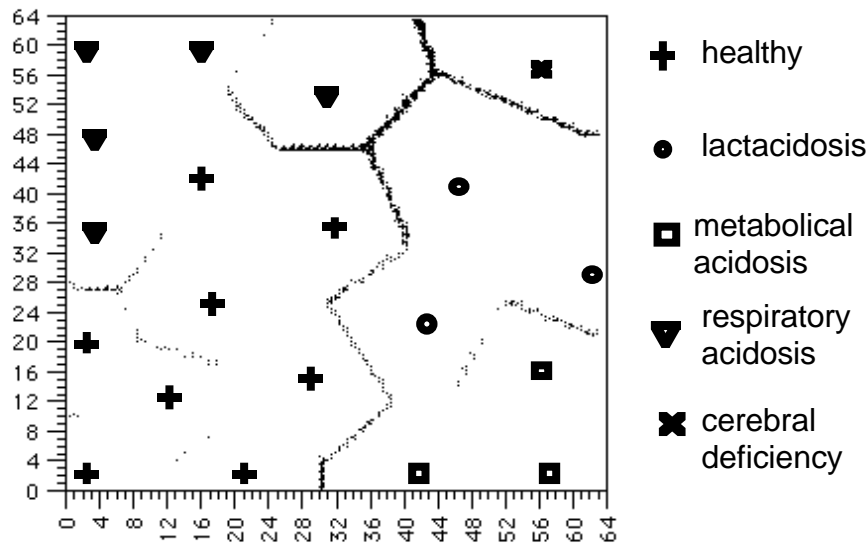 64
60
56
52
48
44
40
36
32
28
24
20
16
12
8
4
0
0 4 8 12 16 20 24 28 32 36 40 44 48 52 56 60 64
healthy
lactacidosis
metabolical
acidosis
respiratory
acidosis
cerebral
deficiency